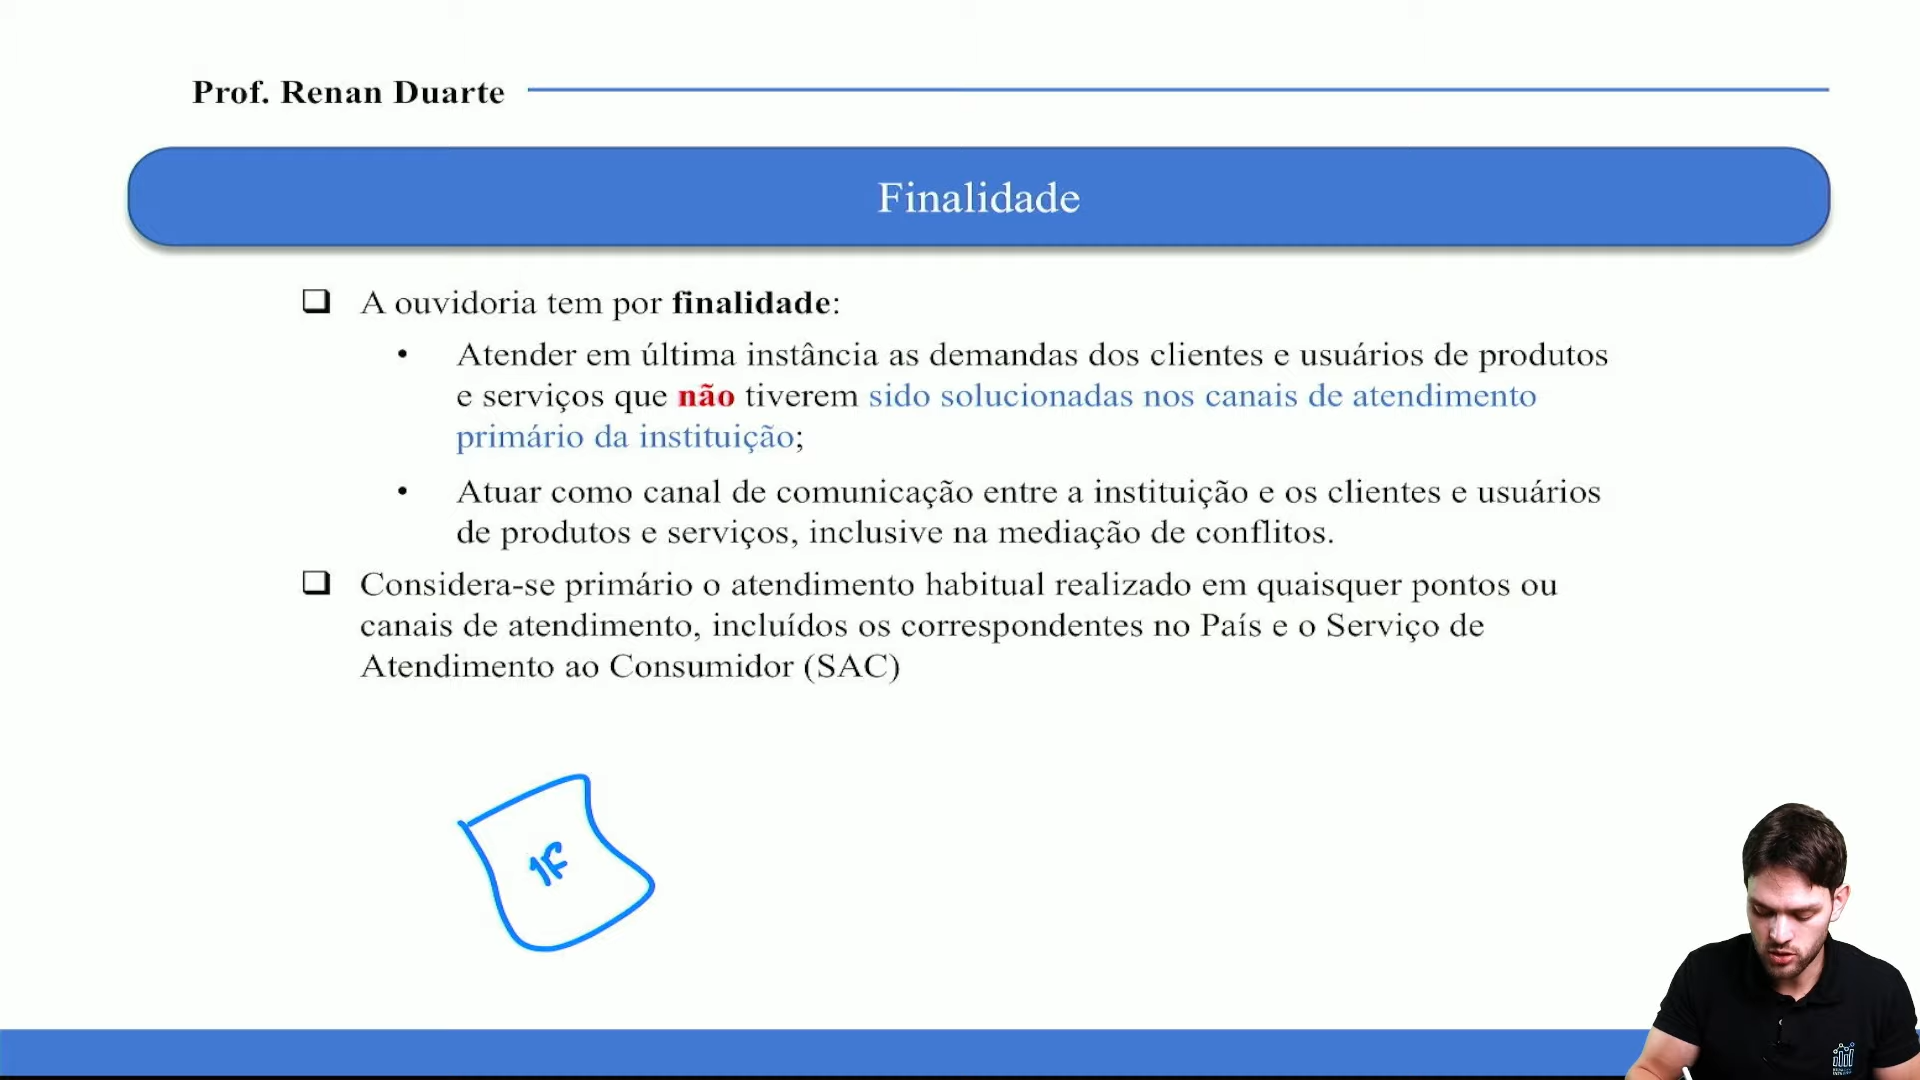 Prof. Renan Duarte
Finalidade
❑ A ouvidoria tem por finalidade:
• Atender em última instância as demandas dos clientes e usuários de produtos
e serviços que não tiverem sido solucionadas nos canais de atendimento
primário da instituição;
• Atuar como canal de comunicação entre a instituição e os clientes e usuários
de produtos e serviços, inclusive na mediação de conflitos.
❑ Considera-se primário o atendimento habitual realizado em quaisquer pontos ou
canais de atendimento, incluídos os correspondentes no País e o Serviço de
Atendimento ao Consumidor (SAC)
IF